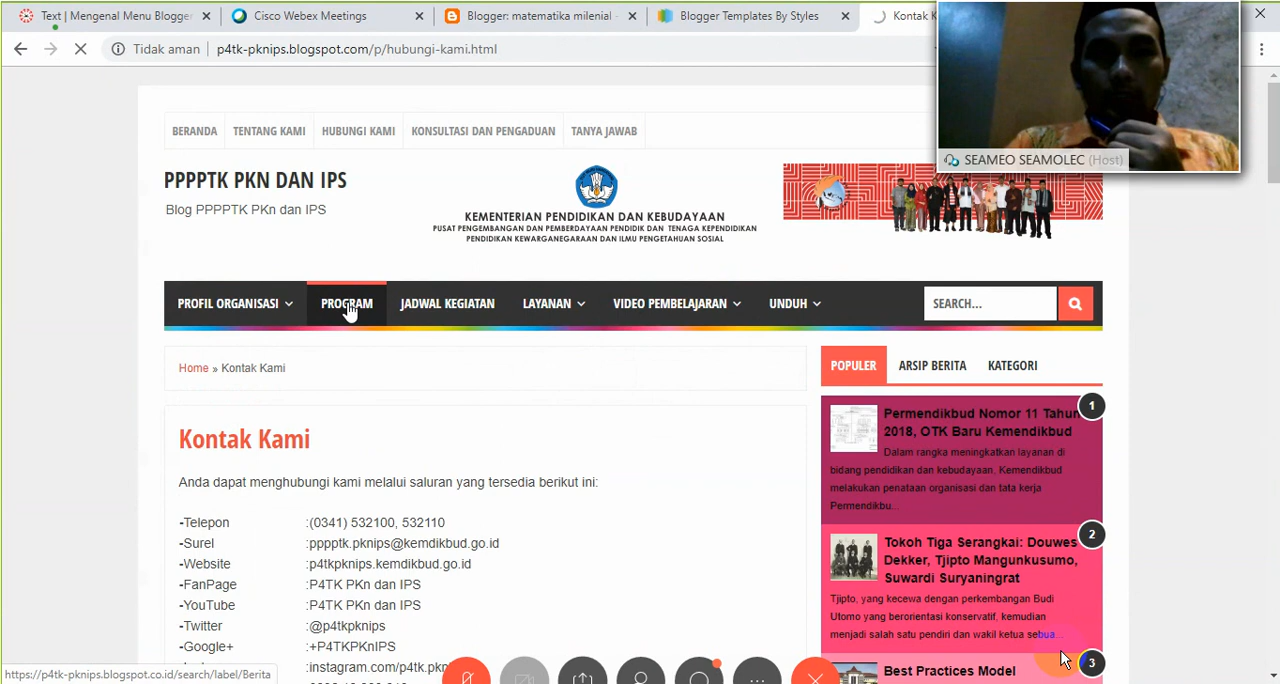 Text | Mengenal Menu Blogger
Cisco Webex Meetings
Blogger: matematika milenial -
Blogger Templates By Styles
Kontak K
Tidak aman
p4tk-pknips.blogspot.com/p/hubungi-kami.html
SEAMEO SEAMOLEC (Host)
BERANDA
TENTANG KAMI
HUBUNGI KAMI
KONSULTASI DAN PENGADUAN
TANYA JAWAB
PPPPTK PKN DAN IPS
Blog PPPPTK PKn dan IPS
KEMENTERIAN PENDIDIKAN DAN KEBUDAYAAN
PUSAT PENGEMBANGAN DAN PEMBERDAYAAN PENDIDIK DAN TENAGA KEPENDIDIKAN
PENDIDIKAN KEWARGANEGARAAN DAN ILMU PENGETAHUAN SOSIAL
PROFIL ORGANISASI
PROGRAM
JADWAL KEGIATAN
LAYANAN
VIDEO PEMBELAJARAN
UNDUH
SEARCH...
Home » Kontak Kami
Kontak Kami
Anda dapat menghubungi kami melalui saluran yang tersedia berikut ini:
-Telepon :(0341) 532100, 532110
-Surel :pppptk.pknips@kemdikbud.go.id
-Website :p4tkpknips.kemdikbud.go.id
-FanPage :P4TK PKn dan IPS
-YouTube :P4TK PKn dan IPS
-Twitter :@p4tkpknips
-Google+ :+P4TKPKnIPS
:instagram.com/p4tk.pkn
POPULER
ARSIP BERITA
KATEGORI
1
Permendikbud Nomor 11 Tahun
2018, OTK Baru Kemendikbud
Dalam rangka meningkatkan layanan di
bidang pendidikan dan kebudayaan. Kemendikbud
melakukan penataan organisasi dan tata kerja
Permendikbu...
2
Tokoh Tiga Serangkai: Douwes
Dekker, Tjipto Mangunkusumo,
Suwardi Suryaningrat
Tjipto, yang kecewa dengan perkembangan Budi
Utomo yang berorientasi konservatif, kemudian
menjadi salah satu pendiri dan wakil ketua sebua...
3
Best Practices Model
https://p4tk-pknips.blogspot.co.id/search/label/Berita